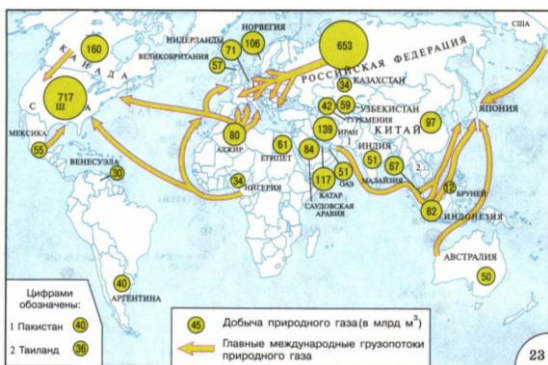 США
НОРВЕГИЯ
НИДЕРЛАНДЫ
106
653
71
ВЕЛИКОБРИТАНИЯ
57
РОССИЙСКАЯ ФЕДЕРАЦИЯ
160
КАНАДА
717
США
КАЗАХСТАН
34
42
59
УЗБЕКИСТАН
ТУРКМЕНИЯ
ЯПОНИЯ
97
КИТАЙ
МЕКСИКА
55
80
АЛЖИР
61
ЕГИПЕТ
84
139
ИРАН
1
ИНДИЯ
51
ВЕНЕСУЭЛА
30
34
НИГЕРИЯ
117
КАТАР
51
ОАЭ
САУДОВСКАЯ
АРАВИЯ
67
МАЛАЙЗИЯ
2
12
БРУНЕЙ
82
ИНДОНЕЗИЯ
АВСТРАЛИЯ
50
40
АРГЕНТИНА
Цифрами
обозначены:
1 Пакистан 40
2 Таиланд 36
45 Добыча природного газа (в млрд м³)
Главные международные грузопотоки
природного газа
23